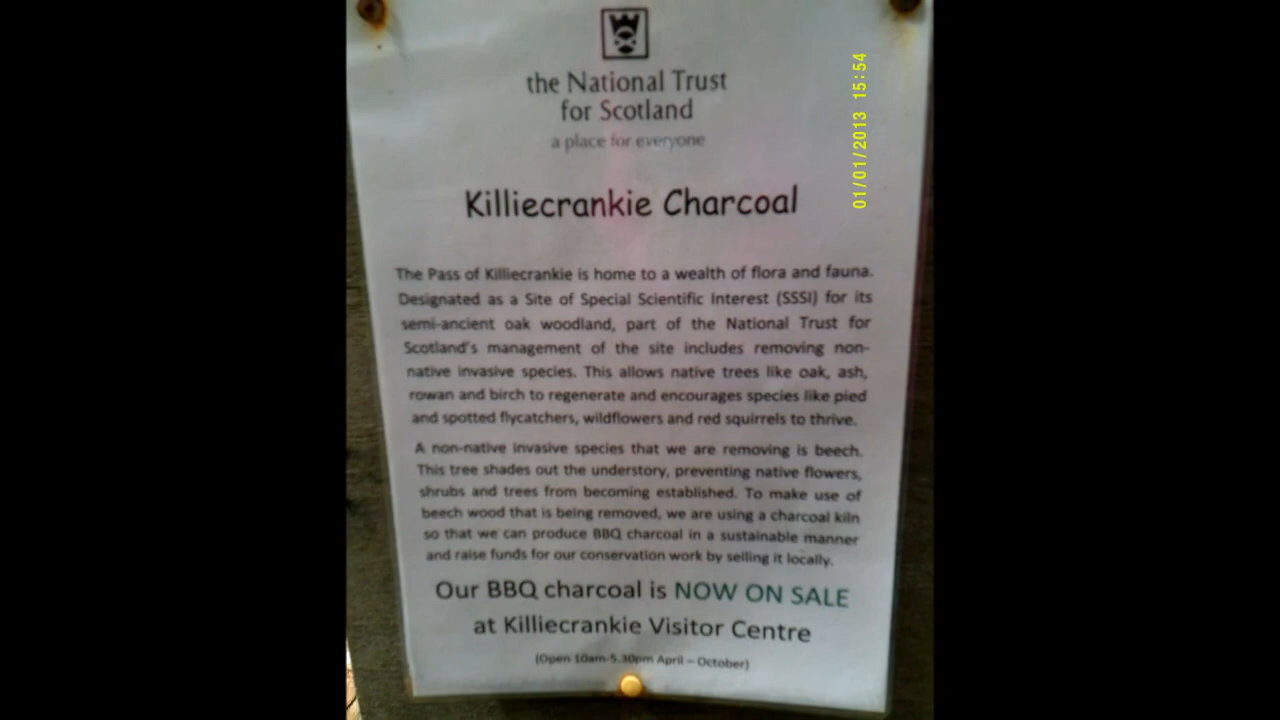 the National Trust
for Scotland
a place for everyone
Killiecrankie Charcoal
The Pass of Killiecrankie is home to a wealth of flora and fauna.
Designated as a Site of Special Scientific Interest (SSSI) for its
semi-ancient oak woodland, part of the National Trust for
Scotland's management of the site includes removing non-
native invasive species. This allows native trees like oak, ash,
rowan and birch to regenerate and encourages species like pied
and spotted flycatchers, wildflowers and red squirrels to thrive.
A non-native invasive species that we are removing is beech.
This tree shades out the understory, preventing native flowers,
shrubs and trees from becoming established. To make use of
beech wood that is being removed, we are using a charcoal kiln
so that we can produce BBQ charcoal in a sustainable manner
and raise funds for our conservation work by selling it locally.
Our BBQ charcoal is NOW ON SALE
at Killiecrankie Visitor Centre
(Open 10am-5.30pm April – October)
01/01/2013 15:54